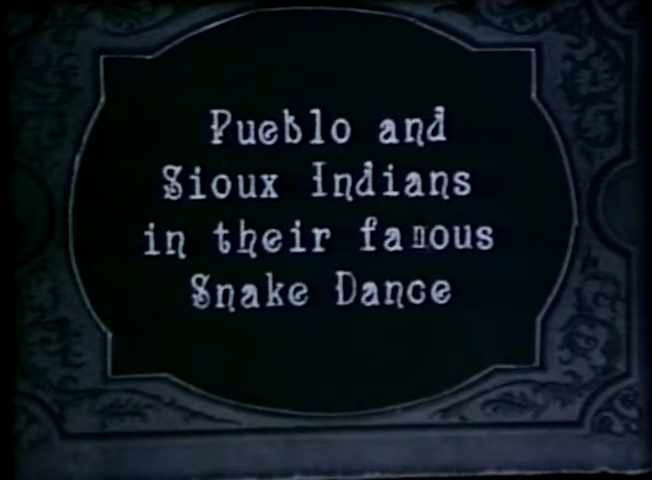 Pueblo and
Sioux Indians
in their famous
Snake Dance